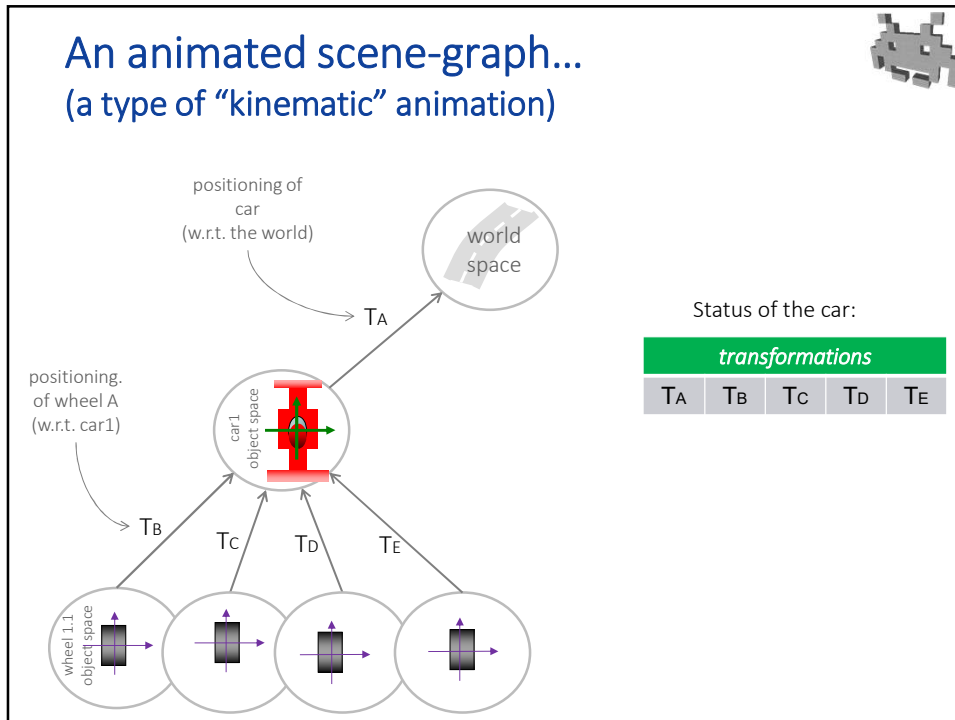 An animated scene-graph…
(a type of “kinematic” animation)
positioning of
car
(w.r.t. the world)
world
space
TA
Status of the car:
transformations
TA TB TC TD TE
positioning.
of wheel A
(w.r.t. car1)
car1
object space
TB
TC
TD
TE
wheel 1.1
object space